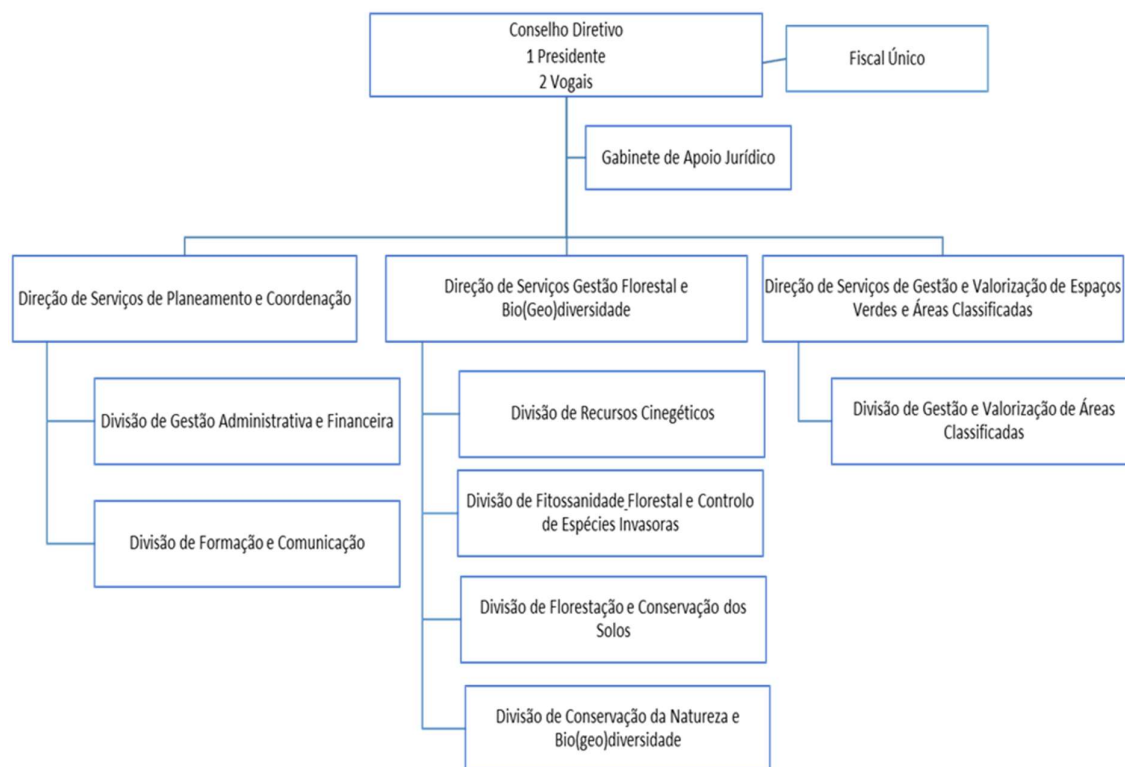 Conselho Diretivo
1 Presidente
2 Vogais
Fiscal Único
Gabinete de Apoio Jurídico
Direção de Serviços de Planeamento e Coordenação
Divisão de Gestão Administrativa e Financeira
Divisão de Formação e Comunicação
Direção de Serviços Gestão Florestal e
Bio(Geo)diversidade
Divisão de Recursos Cinegéticos
Divisão de Fitossanidade_Florestal e Controlo
de Espécies Invasoras
Divisão de Florestação e Conservação dos
Solos
Divisão de Conservação da Natureza e
Bio(geo)diversidade
Direção de Serviços de Gestão e Valorização de Espaços
Verdes e Áreas Classificadas
Divisão de Gestão e Valorização de Áreas
Classificadas